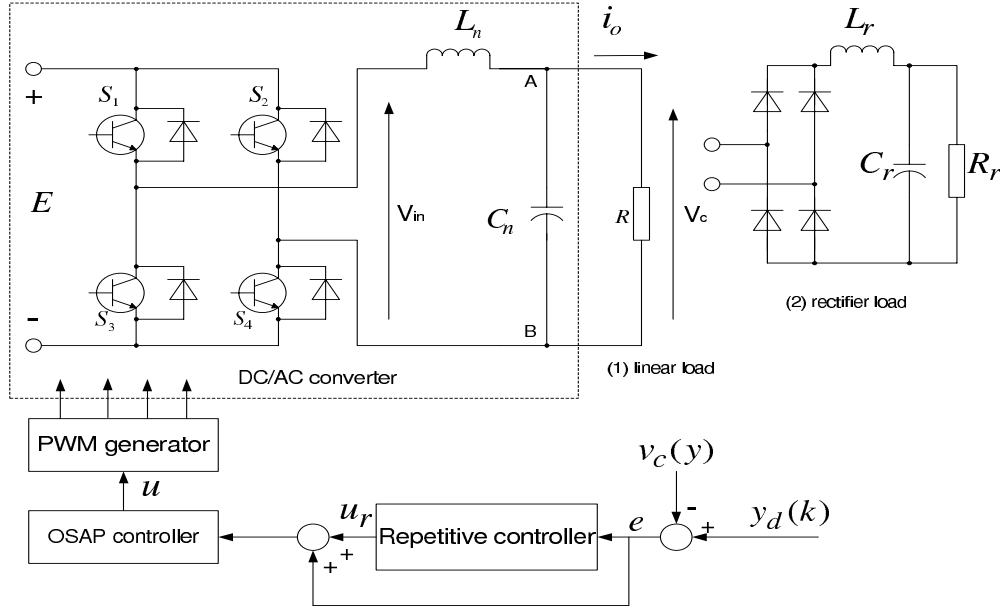 L_n
i_o
L_r
+
S_1
S_2
A
E
V_in
C_n
R
V_c
C_r
R_r
S_3
S_4
B
-
(2) rectifier load
DC/AC converter
(1) linear load
PWM generator
v_c(y)
u
-
u_r
e
+
y_d(k)
OSAP controller
+
+
Repetitive controller